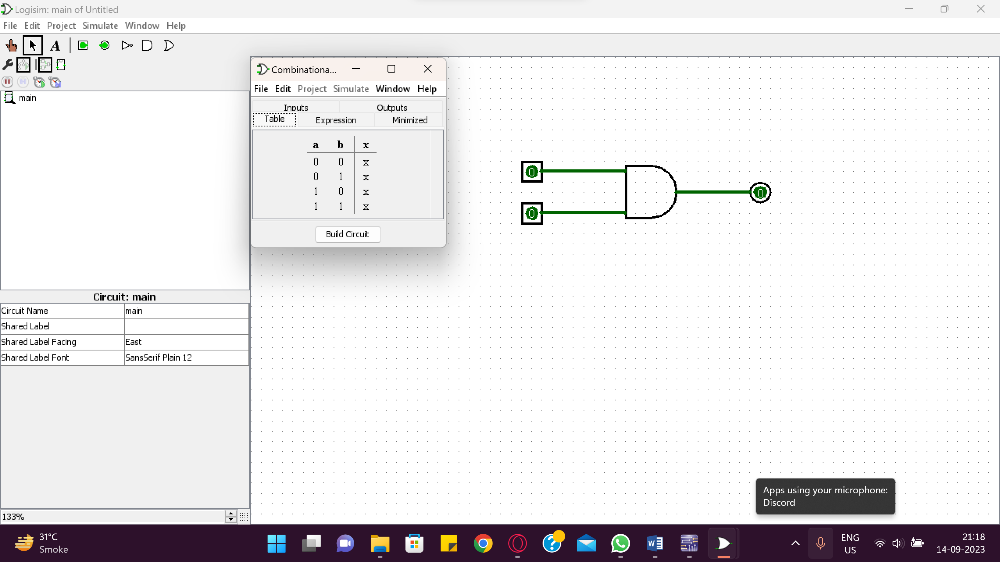 Logisim: main of Untitled
File Edit Project Simulate Window Help
A
main
Combinationa...
File Edit Project Simulate Window Help
Inputs Outputs
Table Expression Minimized
a b x
0 0 x
0 1 x
1 0 x
1 1 x
Build Circuit
0
0
0
Circuit: main
Circuit Name main
Shared Label
Shared Label Facing East
Shared Label Font SansSerif Plain 12
133%
Apps using your microphone:
Discord
31°C
Smoke
ENG
US
21:18
14-09-2023